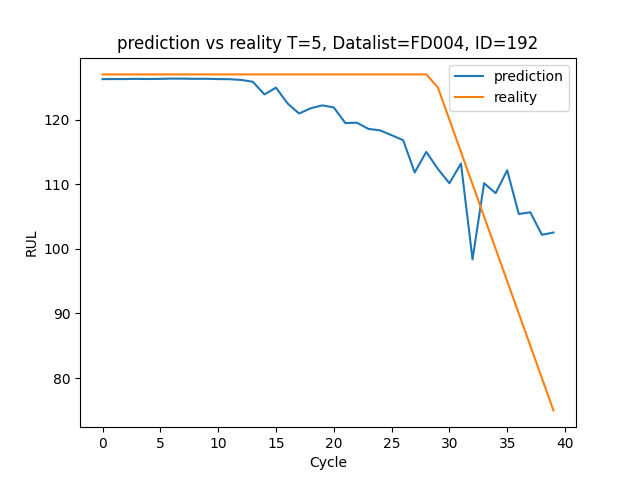 prediction vs reality T=5, Datalist=FD004, ID=192
prediction
reality
120
110
100
90
80
RUL
0 5 10 15 20 25 30 35 40
Cycle